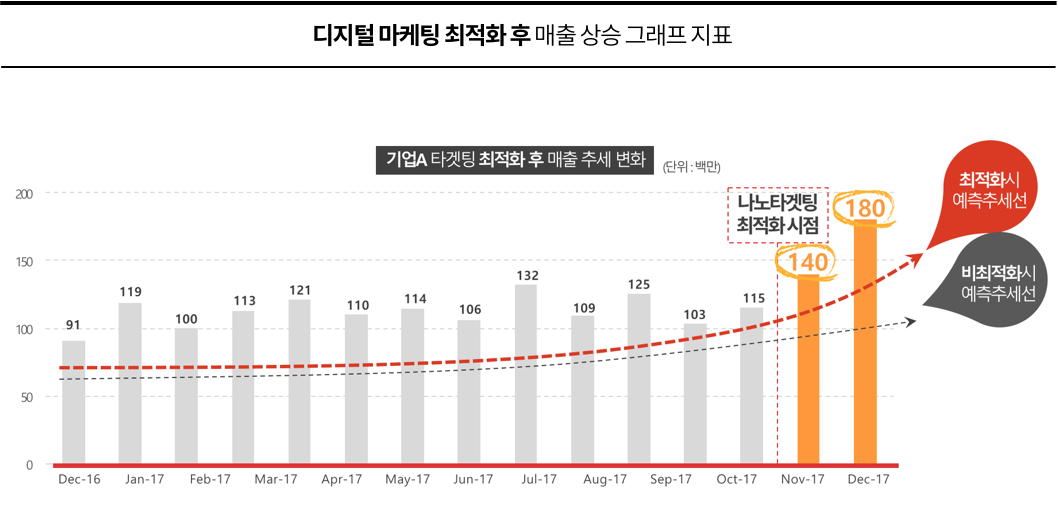 디지털 마케팅 최적화 후 매출 상승 그래프 지표
기업A 타겟팅 최적화 후 매출 추세 변화
(단위 : 백만)
최적화시
예측추세선
비최적화시
예측추세선
나노타겟팅
최적화 시점
200
150
100
50
0
91
119
100
113
121
110
114
106
132
109
125
103
115
140
180
Dec-16
Jan-17
Feb-17
Mar-17
Apr-17
May-17
Jun-17
Jul-17
Aug-17
Sep-17
Oct-17
Nov-17
Dec-17